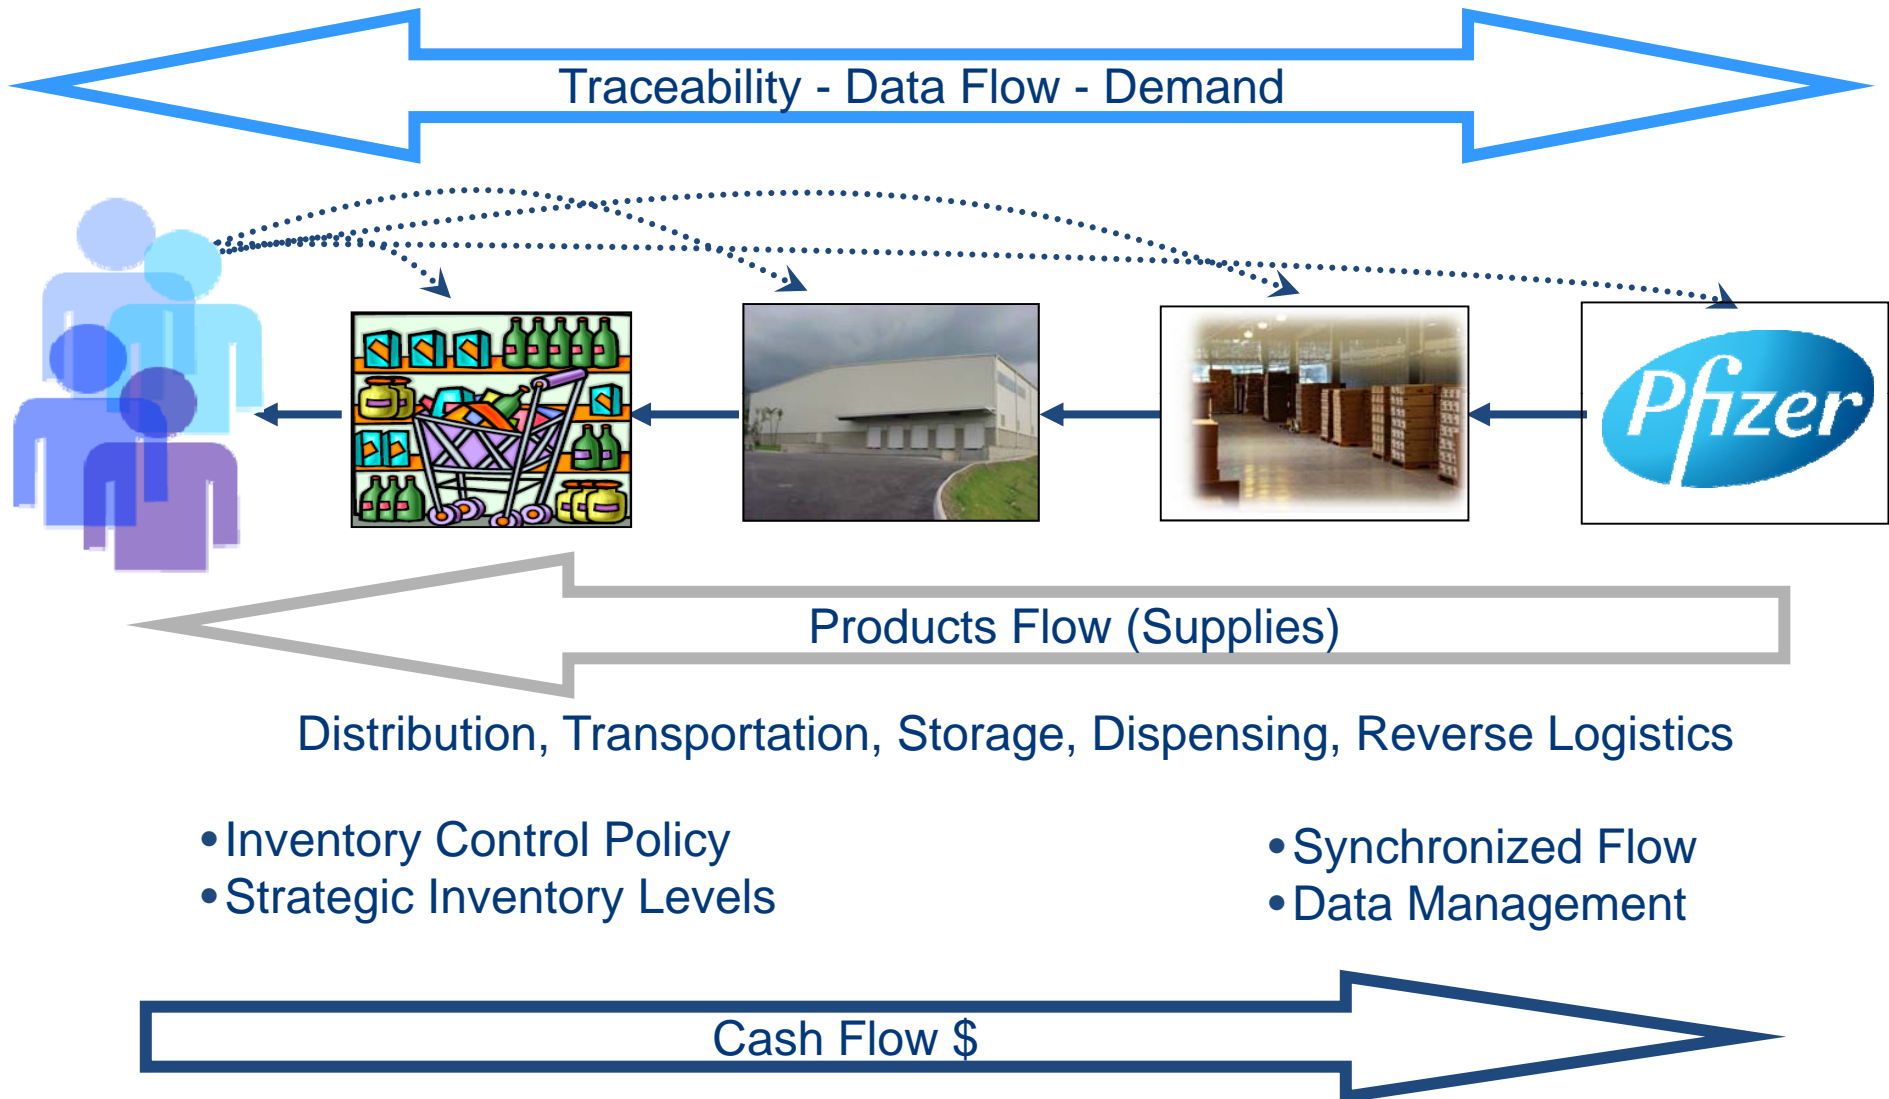 Traceability - Data Flow - Demand
Pfizer
Products Flow (Supplies)
Distribution, Transportation, Storage, Dispensing, Reverse Logistics
•Inventory Control Policy
•Strategic Inventory Levels
•Synchronized Flow
•Data Management
Cash Flow $